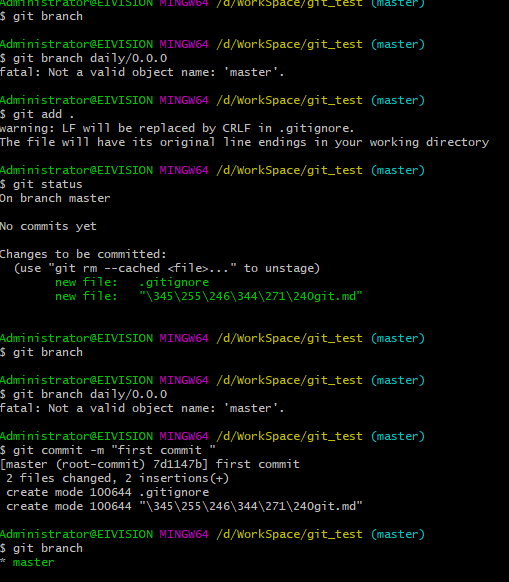 Administrator@EIVISION MINGW64 /d/WorkSpace/git_test (master)
$ git branch
Administrator@EIVISION MINGW64 /d/WorkSpace/git_test (master)
$ git branch daily/0.0.0
fatal: Not a valid object name: 'master'.
Administrator@EIVISION MINGW64 /d/WorkSpace/git_test (master)
$ git add .
warning: LF will be replaced by CRLF in .gitignore.
The file will have its original line endings in your working directory
Administrator@EIVISION MINGW64 /d/WorkSpace/git_test (master)
$ git status
On branch master
No commits yet
Changes to be committed:
  (use "git rm --cached <file>..." to unstage)
        new file:   .gitignore
        new file:   "\345\255\246\344\271\240git.md"
Administrator@EIVISION MINGW64 /d/WorkSpace/git_test (master)
$ git branch
Administrator@EIVISION MINGW64 /d/WorkSpace/git_test (master)
$ git branch daily/0.0.0
fatal: Not a valid object name: 'master'.
Administrator@EIVISION MINGW64 /d/WorkSpace/git_test (master)
$ git commit -m "first commit "
[master (root-commit) 7d1147b] first commit
 2 files changed, 2 insertions(+)
 create mode 100644 .gitignore
 create mode 100644 "\345\255\246\344\271\240git.md"
Administrator@EIVISION MINGW64 /d/WorkSpace/git_test (master)
$ git branch
* master